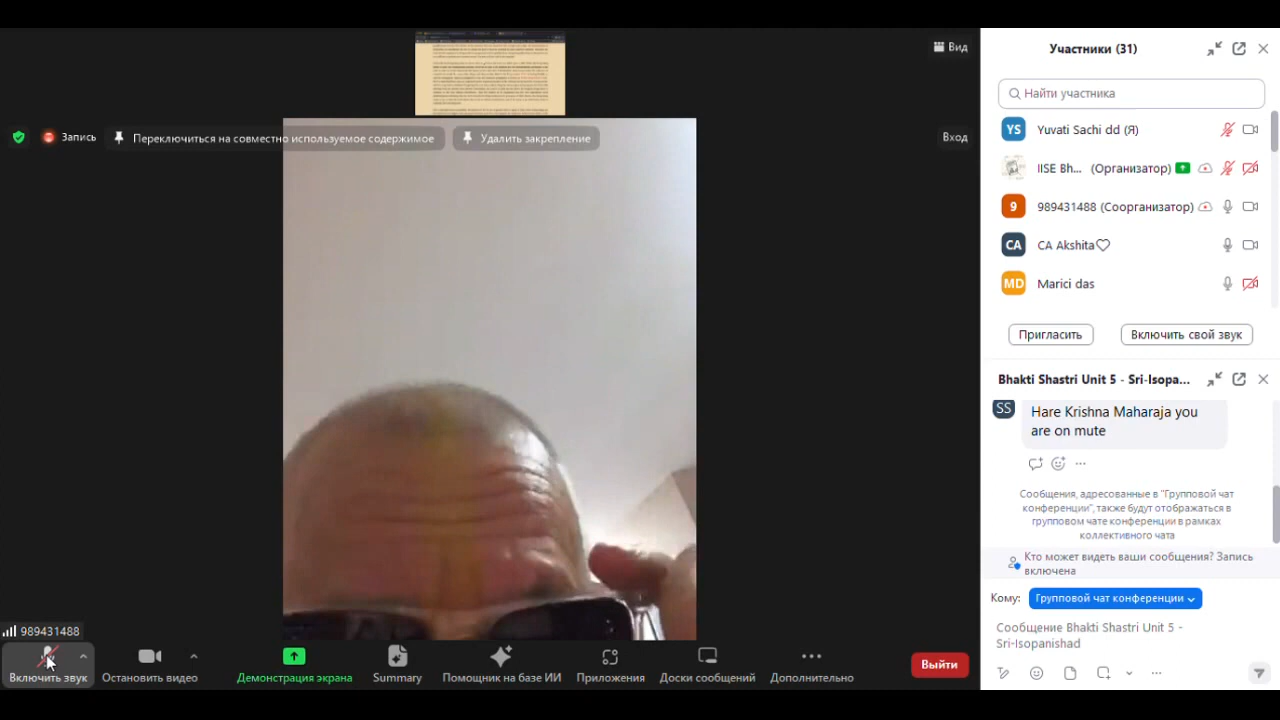 Вид
Запись
Переключиться на совместно используемое содержимое
Удалить закрепление
Вход
989431488
Включить звук
Остановить видео
Демонстрация экрана
Summary
Помощник на базе ИИ
Приложения
Доски сообщений
Дополнительно
Выйти
Участники (31)
Найти участника
YS Yuvati Sachi dd (Я)
IISE Bh... (Организатор)
9 989431488 (Соорганизатор)
CA CA Akshita♡
MD Marici das
Пригласить
Включить свой звук
Bhakti Shastri Unit 5 - Sri-Isopa...
SS Hare Krishna Maharaja you
are on mute
Сообщения, адресованные в "Групповой чат
конференции", также будут отображаться в
групповом чате конференции в рамках
коллективного чата
Кто может видеть ваши сообщения? Запись
включена
Кому: Групповой чат конференции
Сообщение Bhakti Shastri Unit 5 -
Sri-Isopanishad